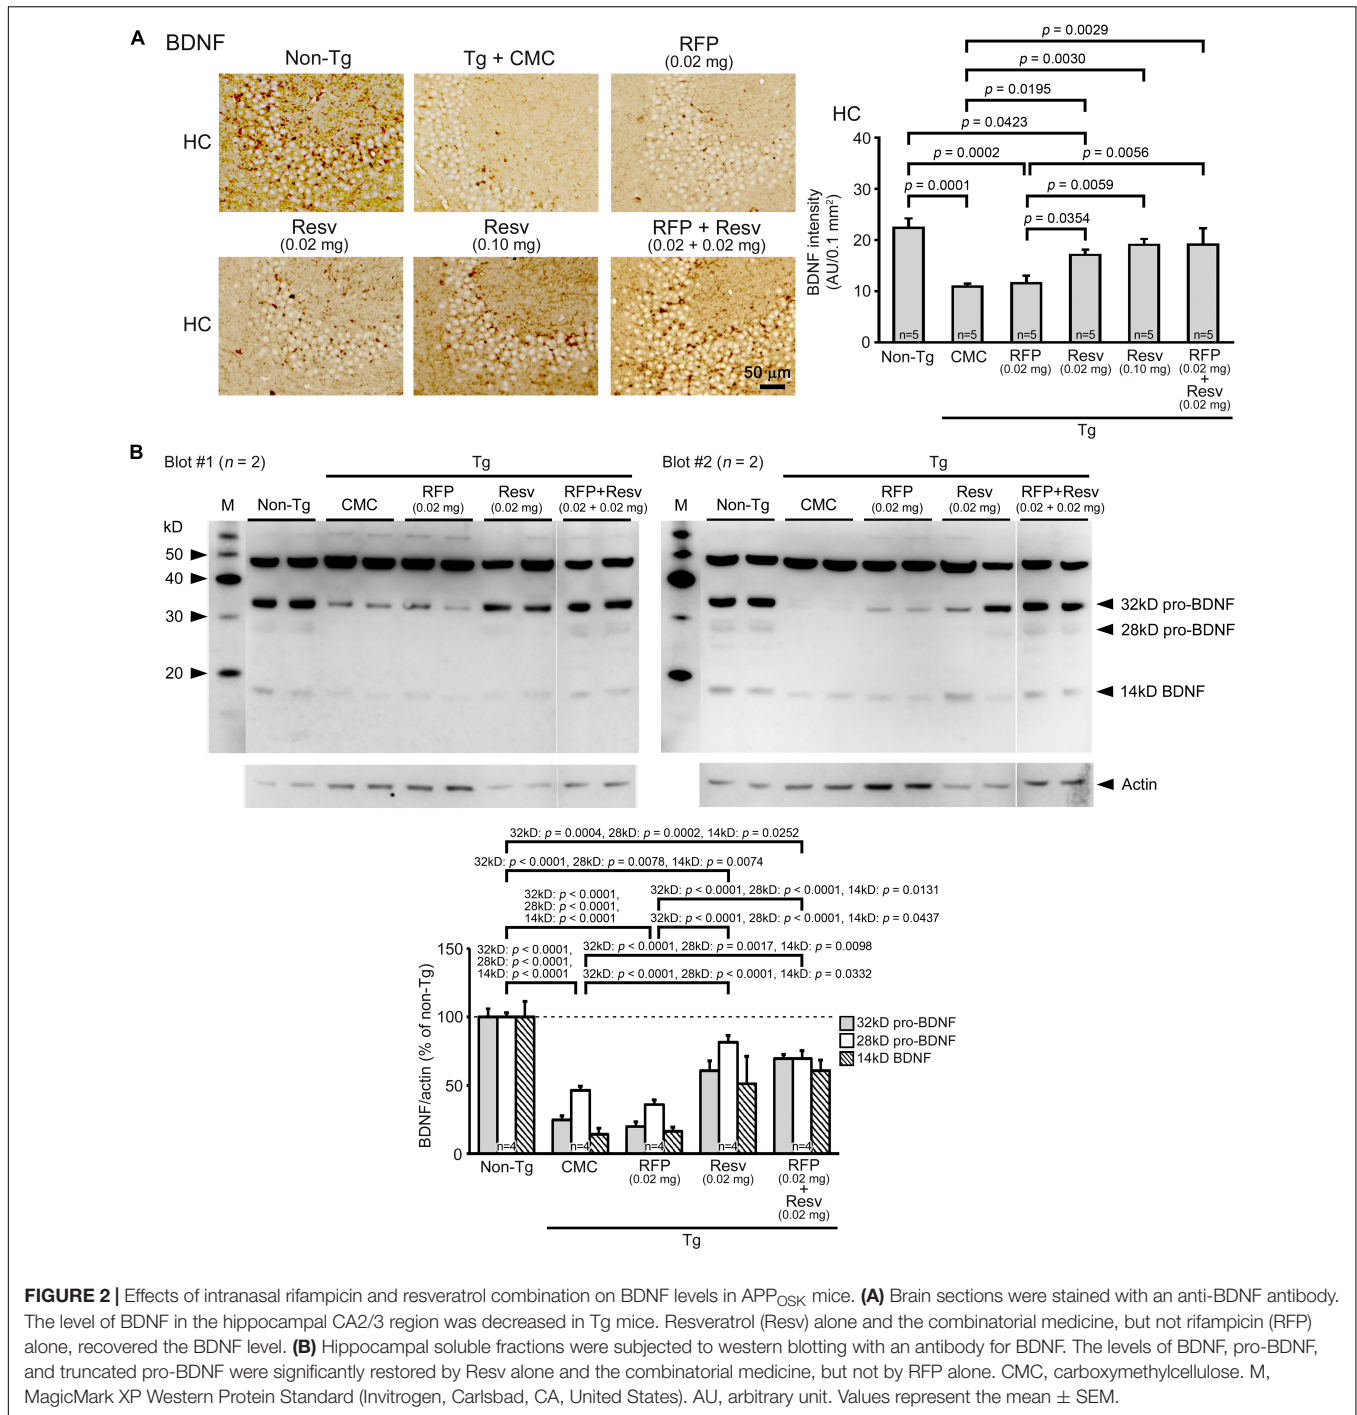 A BDNF
Non-Tg
Tg + CMC
RFP
(0.02 mg)
HC
Resv
(0.02 mg)
Resv
(0.10 mg)
RFP + Resv
(0.02 + 0.02 mg)
HC
50 μm
p = 0.0029
p = 0.0030
p = 0.0195
HC
p = 0.0423
p = 0.0002
p = 0.0056
p = 0.0001
p = 0.0059
p = 0.0354
BDNF intensity
(AU/0.1 mm²)
40
30
20
10
0
n=5
n=5
n=5
n=5
n=5
n=5
Non-Tg
CMC
RFP
(0.02 mg)
Resv
(0.02 mg)
Resv
(0.10 mg)
RFP
(0.02 mg)
+
Resv
(0.02 mg)
Tg
B
Blot #1 (n = 2)
Tg
M
Non-Tg
CMC
RFP
(0.02 mg)
Resv
(0.02 mg)
RFP+Resv
(0.02 + 0.02 mg)
kD
50
40
30
20
Blot #2 (n = 2)
Tg
M
Non-Tg
CMC
RFP
(0.02 mg)
Resv
(0.02 mg)
RFP+Resv
(0.02 + 0.02 mg)
32kD pro-BDNF
28kD pro-BDNF
14kD BDNF
Actin
32kD: p = 0.0004, 28kD: p = 0.0002, 14kD: p = 0.0252
32kD: p < 0.0001, 28kD: p = 0.0078, 14kD: p = 0.0074
32kD: p < 0.0001,
28kD: p < 0.0001,
14kD: p < 0.0001
32kD: p < 0.0001, 28kD: p < 0.0001, 14kD: p = 0.0131
32kD: p < 0.0001, 28kD: p < 0.0001, 14kD: p = 0.0437
32kD: p < 0.0001,
28kD: p < 0.0001,
14kD: p < 0.0001
32kD: p < 0.0001, 28kD: p = 0.0017, 14kD: p = 0.0098
32kD: p < 0.0001, 28kD: p < 0.0001, 14kD: p = 0.0332
BDNF/actin (% of non-Tg)
150
100
50
0
n=4
n=4
n=4
n=4
n=4
32kD pro-BDNF
28kD pro-BDNF
14kD BDNF
Non-Tg
CMC
RFP
(0.02 mg)
Resv
(0.02 mg)
RFP
(0.02 mg)
+
Resv
(0.02 mg)
Tg
FIGURE 2 | Effects of intranasal rifampicin and resveratrol combination on BDNF levels in APPOSK mice. (A) Brain sections were stained with an anti-BDNF antibody.
The level of BDNF in the hippocampal CA2/3 region was decreased in Tg mice. Resveratrol (Resv) alone and the combinatorial medicine, but not rifampicin (RFP)
alone, recovered the BDNF level. (B) Hippocampal soluble fractions were subjected to western blotting with an antibody for BDNF. The levels of BDNF, pro-BDNF,
and truncated pro-BDNF were significantly restored by Resv alone and the combinatorial medicine, but not by RFP alone. CMC, carboxymethylcellulose. M,
MagicMark XP Western Protein Standard (Invitrogen, Carlsbad, CA, United States). AU, arbitrary unit. Values represent the mean ± SEM.